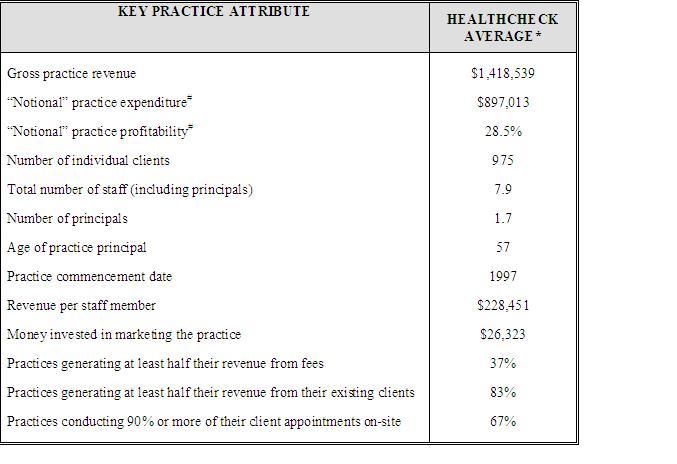 KEY PRACTICE ATTRIBUTE
HEALTHCHECK
AVERAGE*
Gross practice revenue $1,418,539
“Notional” practice expenditure# $897,013
“Notional” practice profitability# 28.5%
Number of individual clients 975
Total number of staff (including principals) 7.9
Number of principals 1.7
Age of practice principal 57
Practice commencement date 1997
Revenue per staff member $228,451
Money invested in marketing the practice $26,323
Practices generating at least half their revenue from fees 37%
Practices generating at least half their revenue from their existing clients 83%
Practices conducting 90% or more of their client appointments on-site 67%